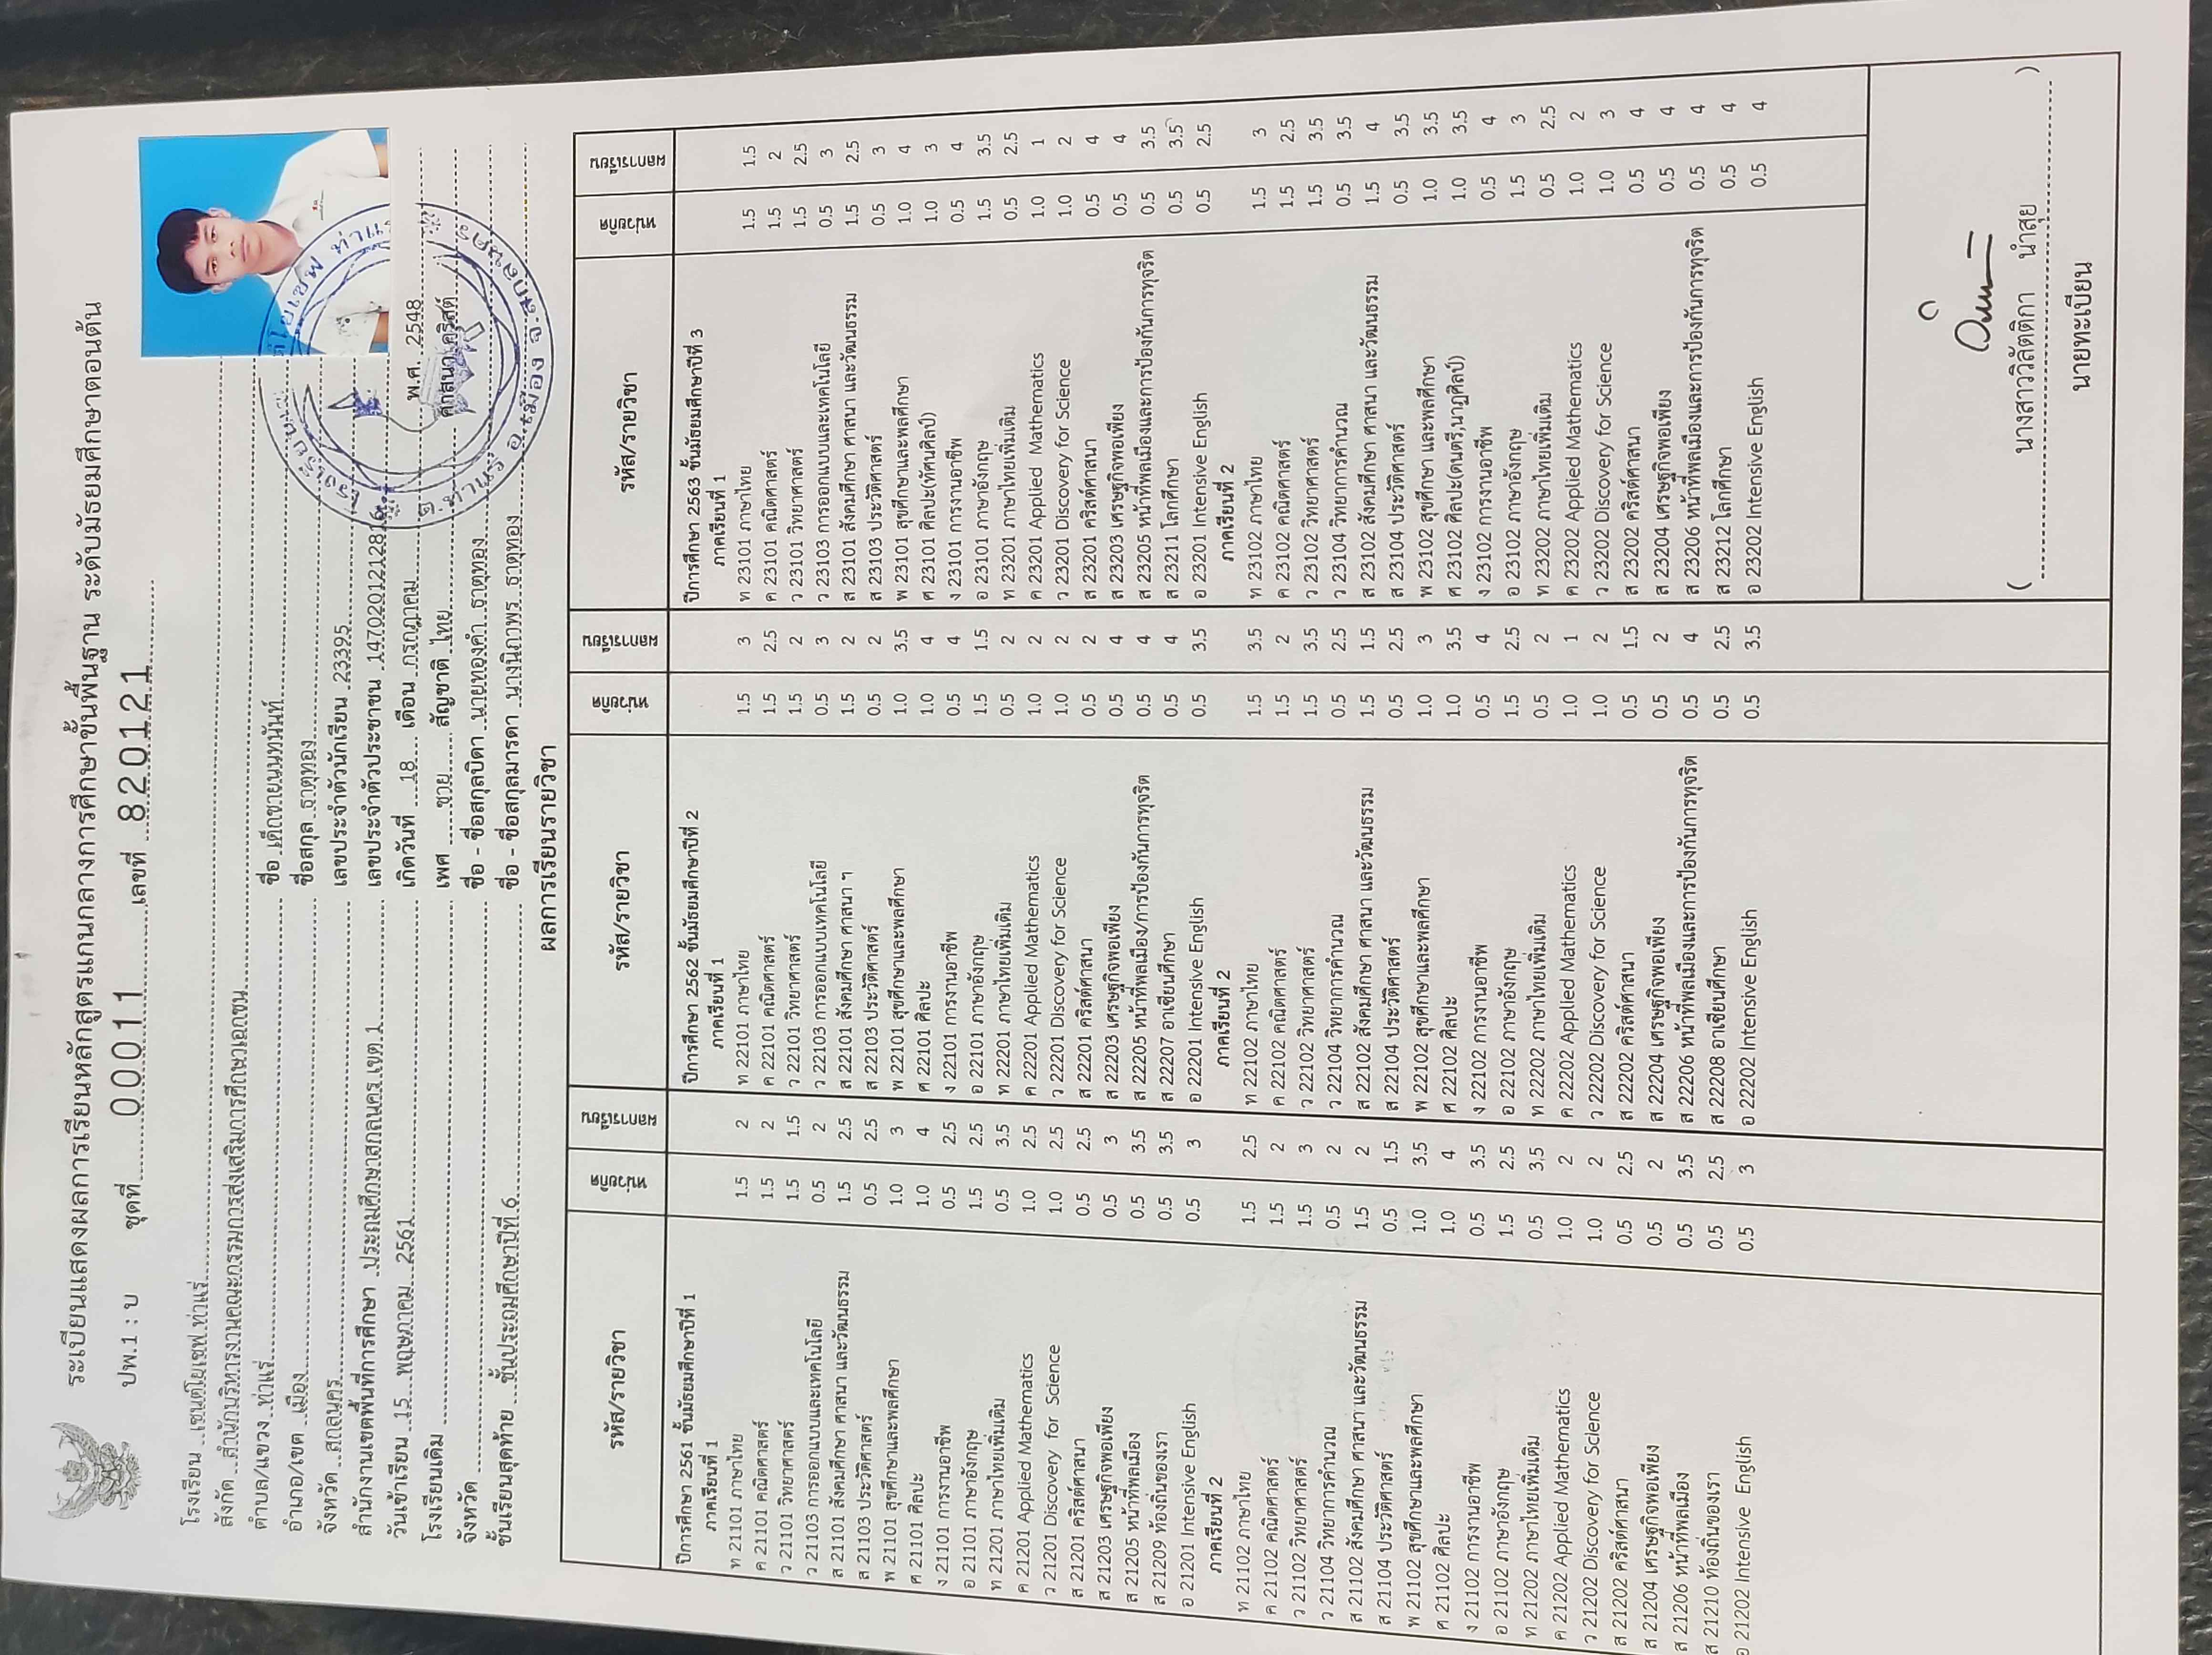 ระเบียนแสดงผลการเรียนหลักสูตรแกนกลางการศึกษาขั้นพื้นฐาน ระดับมัธยมศึกษาตอนต้น
ปพ.1 : บ ชุดที่ 00011 เลขที่ 820121
โรงเรียน เซนต์โยเซฟ ท่าแร่
สังกัด สำนักบริหารงานคณะกรรมการส่งเสริมการศึกษาเอกชน
ตำบล/แขวง ท่าแร่
อำเภอ/เขต เมือง
จังหวัด สกลนคร
สำนักงานเขตพื้นที่การศึกษา ประถมศึกษาสกลนคร เขต 1
วันเข้าเรียน 15 พฤษภาคม 2561
โรงเรียนเดิม
จังหวัด
ชั้นเรียนสุดท้าย ชั้นประถมศึกษาปีที่ 6
ชื่อ เด็กชายนนทนันท์
ชื่อสกุล ธาตุทอง
เลขประจำตัวนักเรียน 23395
เลขประจำตัวประชาชน 1470201212816
เกิดวันที่ 18 เดือน กรกฎาคม พ.ศ. 2548
เพศ ชาย สัญชาติ ไทย ศาสนา คริสต์
ชื่อ - ชื่อสกุลบิดา นายทองคำ ธาตุทอง
ชื่อ - ชื่อสกุลมารดา นางนิภาพร ธาตุทอง
ผลการเรียนรายวิชา
รหัส/รายวิชา หน่วยกิต ผลการเรียน
ปีการศึกษา 2561 ชั้นมัธยมศึกษาปีที่ 1
ภาคเรียนที่ 1
ท 21101 ภาษาไทย 1.5 2
ค 21101 คณิตศาสตร์ 1.5 2
ว 21101 วิทยาศาสตร์ 1.5 1.5
ว 21103 การออกแบบและเทคโนโลยี 0.5 2
ส 21101 สังคมศึกษา ศาสนา และวัฒนธรรม 1.5 2.5
ส 21103 ประวัติศาสตร์ 0.5 2.5
พ 21101 สุขศึกษาและพลศึกษา 1.0 3
ศ 21101 ศิลปะ 1.0 4
ง 21101 การงานอาชีพ 0.5 2.5
อ 21101 ภาษาอังกฤษ 1.5 2.5
ท 21201 ภาษาไทยเพิ่มเติม 0.5 3.5
ค 21201 Applied Mathematics 1.0 2.5
ว 21201 Discovery for Science 1.0 2.5
ส 21201 คริสต์ศาสนา 0.5 2.5
ส 21203 เศรษฐกิจพอเพียง 0.5 3
ส 21205 หน้าที่พลเมือง 0.5 3.5
ส 21209 ท้องถิ่นของเรา 0.5 3.5
อ 21201 Intensive English 0.5 3
ภาคเรียนที่ 2
ท 21102 ภาษาไทย 1.5 2.5
ค 21102 คณิตศาสตร์ 1.5 2
ว 21102 วิทยาศาสตร์ 1.5 3
ว 21104 วิทยาการคำนวณ 0.5 2
ส 21102 สังคมศึกษา ศาสนา และวัฒนธรรม 1.5 2
ส 21104 ประวัติศาสตร์ 0.5 1.5
พ 21102 สุขศึกษาและพลศึกษา 1.0 3.5
ศ 21102 ศิลปะ 1.0 4
ง 21102 การงานอาชีพ 0.5 3.5
อ 21102 ภาษาอังกฤษ 1.5 2.5
ท 21202 ภาษาไทยเพิ่มเติม 0.5 3.5
ค 21202 Applied Mathematics 1.0 2
ว 21202 Discovery for Science 1.0 2
ส 21202 คริสต์ศาสนา 0.5 2.5
ส 21204 เศรษฐกิจพอเพียง 0.5 2
ส 21206 หน้าที่พลเมือง 0.5 3.5
ส 21210 ท้องถิ่นของเรา 0.5 2.5
อ 21202 Intensive English 0.5 3
รหัส/รายวิชา หน่วยกิต ผลการเรียน
ปีการศึกษา 2562 ชั้นมัธยมศึกษาปีที่ 2
ภาคเรียนที่ 1
ท 22101 ภาษาไทย 1.5 3
ค 22101 คณิตศาสตร์ 1.5 2.5
ว 22101 วิทยาศาสตร์ 1.5 2
ว 22103 การออกแบบเทคโนโลยี 0.5 3
ส 22101 สังคมศึกษา ศาสนา ฯ 1.5 2
ส 22103 ประวัติศาสตร์ 0.5 2
พ 22101 สุขศึกษาและพลศึกษา 1.0 3.5
ศ 22101 ศิลปะ 1.0 4
ง 22101 การงานอาชีพ 0.5 4
อ 22101 ภาษาอังกฤษ 1.5 1.5
ท 22201 ภาษาไทยเพิ่มเติม 0.5 2
ค 22201 Applied Mathematics 1.0 2
ว 22201 Discovery for Science 1.0 2
ส 22201 คริสต์ศาสนา 0.5 2
ส 22203 เศรษฐกิจพอเพียง 0.5 4
ส 22205 หน้าที่พลเมือง/การป้องกันการทุจริต 0.5 4
ส 22207 อาเซียนศึกษา 0.5 4
อ 22201 Intensive English 0.5 3.5
ภาคเรียนที่ 2
ท 22102 ภาษาไทย 1.5 3.5
ค 22102 คณิตศาสตร์ 1.5 2
ว 22102 วิทยาศาสตร์ 1.5 3.5
ว 22104 วิทยาการคำนวณ 0.5 2.5
ส 22102 สังคมศึกษา ศาสนา และวัฒนธรรม 1.5 1.5
ส 22104 ประวัติศาสตร์ 0.5 2.5
พ 22102 สุขศึกษาและพลศึกษา 1.0 3
ศ 22102 ศิลปะ 1.0 3.5
ง 22102 การงานอาชีพ 0.5 4
อ 22102 ภาษาอังกฤษ 1.5 2.5
ท 22202 ภาษาไทยเพิ่มเติม 0.5 2
ค 22202 Applied Mathematics 1.0 1
ว 22202 Discovery for Science 1.0 2
ส 22202 คริสต์ศาสนา 0.5 1.5
ส 22204 เศรษฐกิจพอเพียง 0.5 2
ส 22206 หน้าที่พลเมืองและการป้องกันการทุจริต 0.5 4
ส 22208 อาเซียนศึกษา 0.5 2.5
อ 22202 Intensive English 0.5 3.5
รหัส/รายวิชา หน่วยกิต ผลการเรียน
ปีการศึกษา 2563 ชั้นมัธยมศึกษาปีที่ 3
ภาคเรียนที่ 1
ท 23101 ภาษาไทย 1.5 1.5
ค 23101 คณิตศาสตร์ 1.5 2
ว 23101 วิทยาศาสตร์ 1.5 2.5
ว 23103 การออกแบบและเทคโนโลยี 0.5 3
ส 23101 สังคมศึกษา ศาสนา และวัฒนธรรม 1.5 2.5
ส 23103 ประวัติศาสตร์ 0.5 3
พ 23101 สุขศึกษาและพลศึกษา 1.0 4
ศ 23101 ศิลปะ(ทัศนศิลป์) 1.0 3
ง 23101 การงานอาชีพ 0.5 4
อ 23101 ภาษาอังกฤษ 1.5 3.5
ท 23201 ภาษาไทยเพิ่มเติม 0.5 2.5
ค 23201 Applied Mathematics 1.0 1
ว 23201 Discovery for Science 1.0 2
ส 23201 คริสต์ศาสนา 0.5 4
ส 23203 เศรษฐกิจพอเพียง 0.5 4
ส 23205 หน้าที่พลเมืองและการป้องกันการทุจริต 0.5 3.5
ส 23211 โลกศึกษา 0.5 3.5
อ 23201 Intensive English 0.5 2.5
ภาคเรียนที่ 2
ท 23102 ภาษาไทย 1.5 3
ค 23102 คณิตศาสตร์ 1.5 2.5
ว 23102 วิทยาศาสตร์ 1.5 3.5
ว 23104 วิทยาการคำนวณ 0.5 3.5
ส 23102 สังคมศึกษา ศาสนา และวัฒนธรรม 1.5 4
ส 23104 ประวัติศาสตร์ 0.5 3.5
พ 23102 สุขศึกษา และพลศึกษา 1.0 3.5
ศ 23102 ศิลปะ(ดนตรี,นาฏศิลป์) 1.0 3.5
ง 23102 การงานอาชีพ 0.5 4
อ 23102 ภาษาอังกฤษ 1.5 3
ท 23202 ภาษาไทยเพิ่มเติม 0.5 2.5
ค 23202 Applied Mathematics 1.0 2
ว 23202 Discovery for Science 1.0 3
ส 23202 คริสต์ศาสนา 0.5 4
ส 23204 เศรษฐกิจพอเพียง 0.5 4
ส 23206 หน้าที่พลเมืองและการป้องกันการทุจริต 0.5 4
ส 23212 โลกศึกษา 0.5 4
อ 23202 Intensive English 0.5 4
( นางสาววิลัตติกา นำสุย )
นายทะเบียน